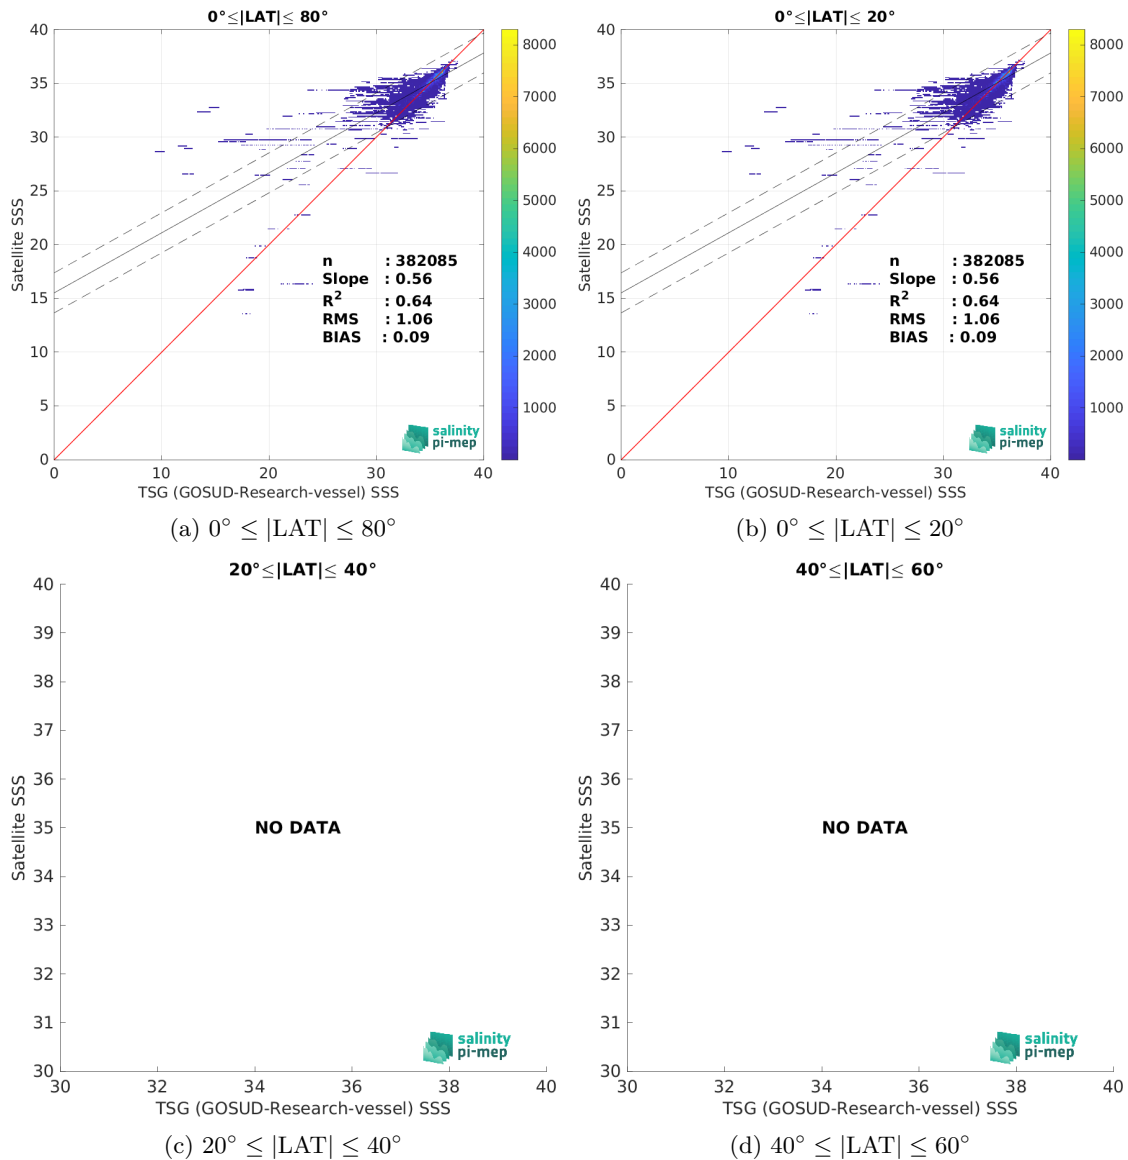 0°≤|LAT|≤ 80°
40
35
30
25
20
15
10
5
0
0
10
20
30
40
Satellite SSS
TSG (GOSUD-Research-vessel) SSS
n : 382085
Slope : 0.56
R² : 0.64
RMS : 1.06
BIAS : 0.09
salinity
pi-mep
8000
7000
6000
5000
4000
3000
2000
1000
(a) 0° ≤ |LAT| ≤ 80°
0°≤|LAT|≤ 20°
40
35
30
25
20
15
10
5
0
0
10
20
30
40
Satellite SSS
TSG (GOSUD-Research-vessel) SSS
n : 382085
Slope : 0.56
R² : 0.64
RMS : 1.06
BIAS : 0.09
salinity
pi-mep
8000
7000
6000
5000
4000
3000
2000
1000
(b) 0° ≤ |LAT| ≤ 20°
20°≤|LAT|≤ 40°
40
39
38
37
36
35
34
33
32
31
30
30
32
34
36
38
40
Satellite SSS
NO DATA
salinity
pi-mep
TSG (GOSUD-Research-vessel) SSS
(c) 20° ≤ |LAT| ≤ 40°
40°≤|LAT|≤ 60°
40
39
38
37
36
35
34
33
32
31
30
30
32
34
36
38
40
Satellite SSS
NO DATA
salinity
pi-mep
TSG (GOSUD-Research-vessel) SSS
(d) 40° ≤ |LAT| ≤ 60°